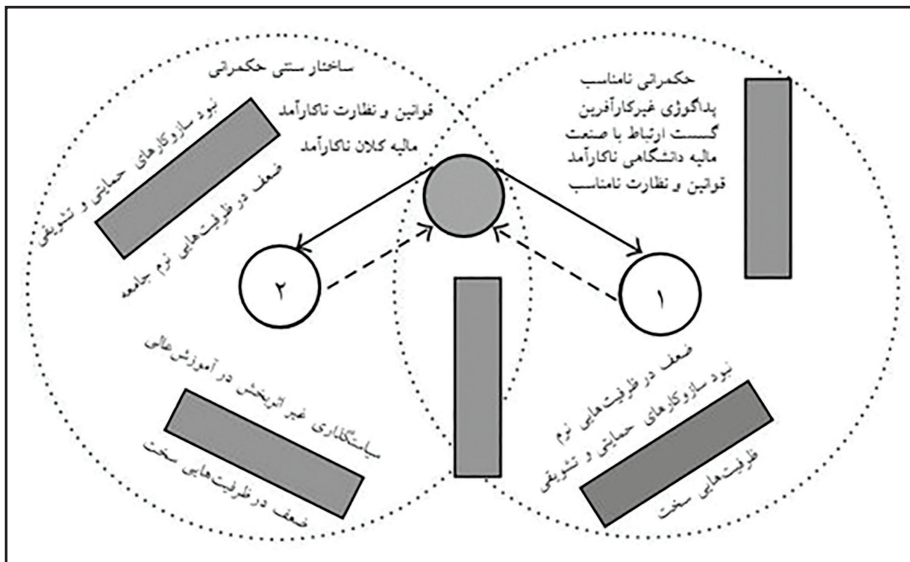 حکمرانی نامناسب
پداگوژی غیرکارآفرین
گسست ارتباط با صنعت
مالیه دانشگاهی ناکارآمد
قوانین و نظارت نامناسب
۱
ضعف در ظرفیت‌هایی نرم
نبود سازوکارهای حمایتی و تشویقی
ظرفیت‌هایی سخت
ساختار سنتی حکمرانی
قوانین و نظارت ناکارآمد
مالیه کلان ناکارآمد
نبود سازوکارهای حمایتی و تشویقی
ضعف در ظرفیت‌هایی نرم جامعه
۲
سیاستگذاری غیر اثربخش در آموزش‌عالی
ضعف در ظرفیت‌هایی سخت